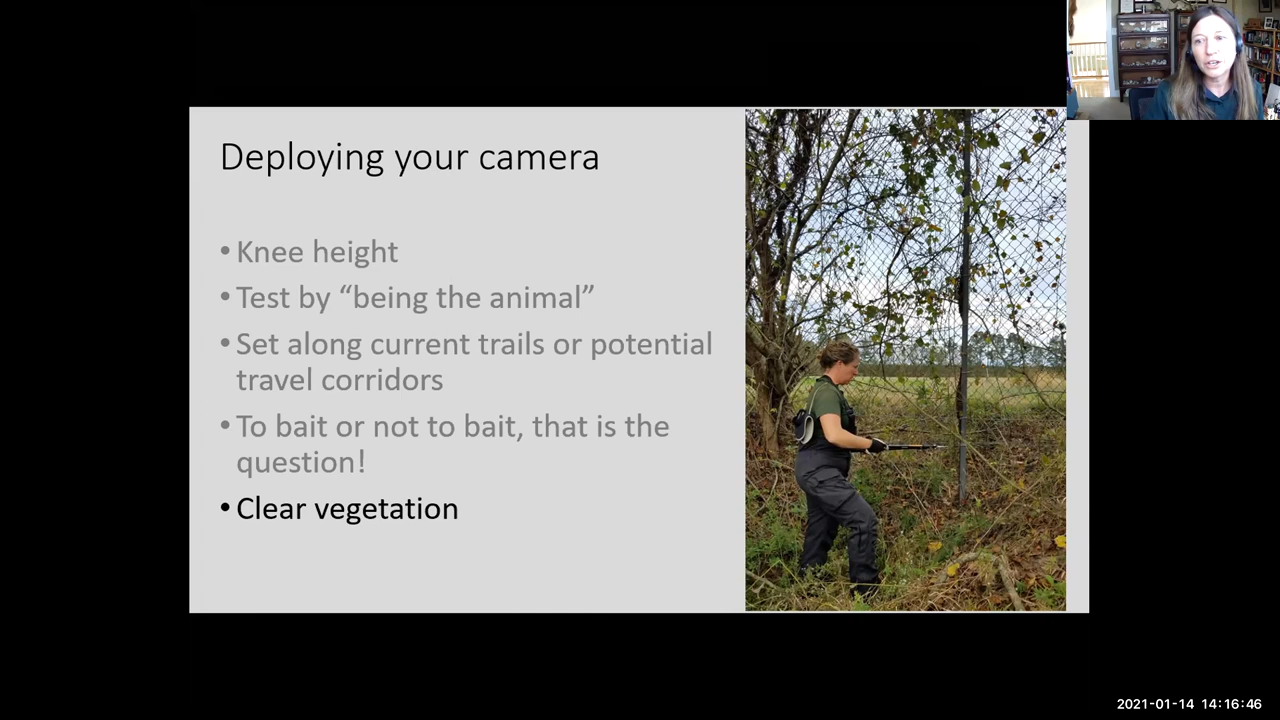 Deploying your camera
• Knee height
• Test by “being the animal”
• Set along current trails or potential
travel corridors
• To bait or not to bait, that is the
question!
• Clear vegetation
2021-01-14 14:16:46